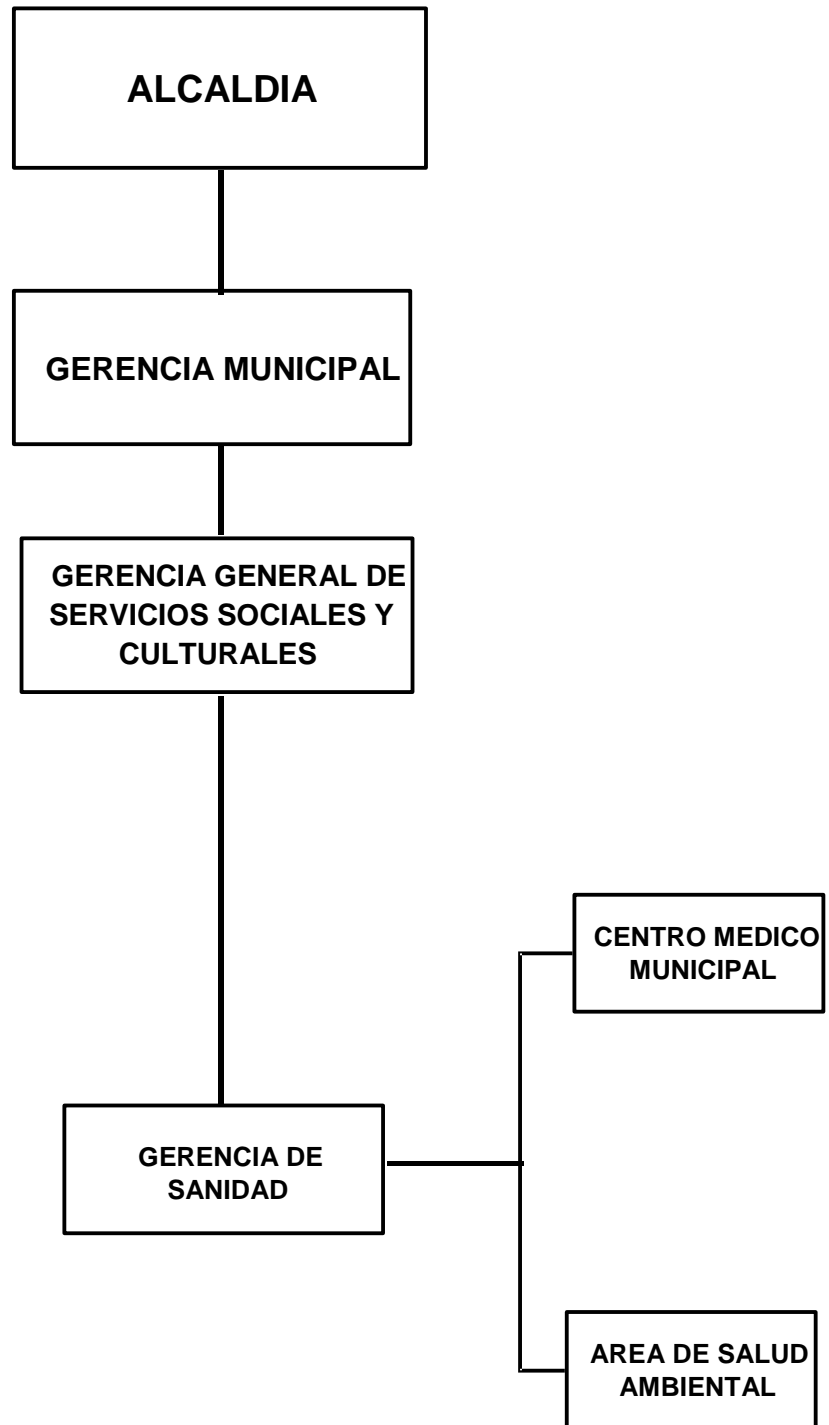 ALCALDIA
GERENCIA MUNICIPAL
GERENCIA GENERAL DE
SERVICIOS SOCIALES Y
CULTURALES
CENTRO MEDICO
MUNICIPAL
GERENCIA DE
SANIDAD
AREA DE SALUD
AMBIENTAL